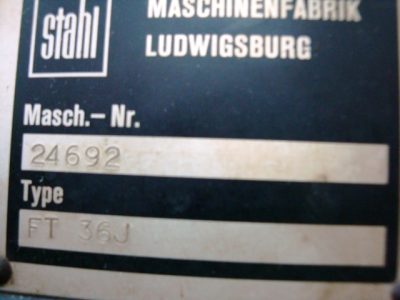 stahl
MASCHINENFABRIK
LUDWIGSBURG
Masch.– Nr.
24692
Type
FT 36J